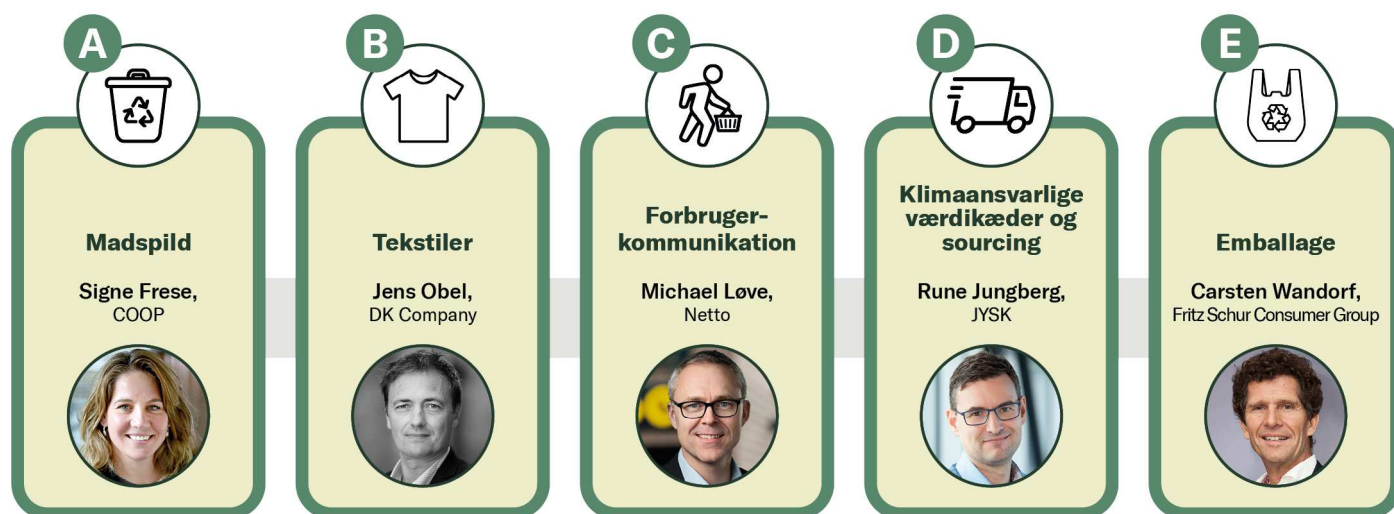 A
B
C
D
E
Madspild
Signe Frese,
COOP
Tekstiler
Jens Obel,
DK Company
Forbruger-
kommunikation
Michael Løve,
Netto
Klimaansvarlige
værdikæder og
sourcing
Rune Jungberg,
JYSK
Emballage
Carsten Wandorf,
Fritz Schur Consumer Group